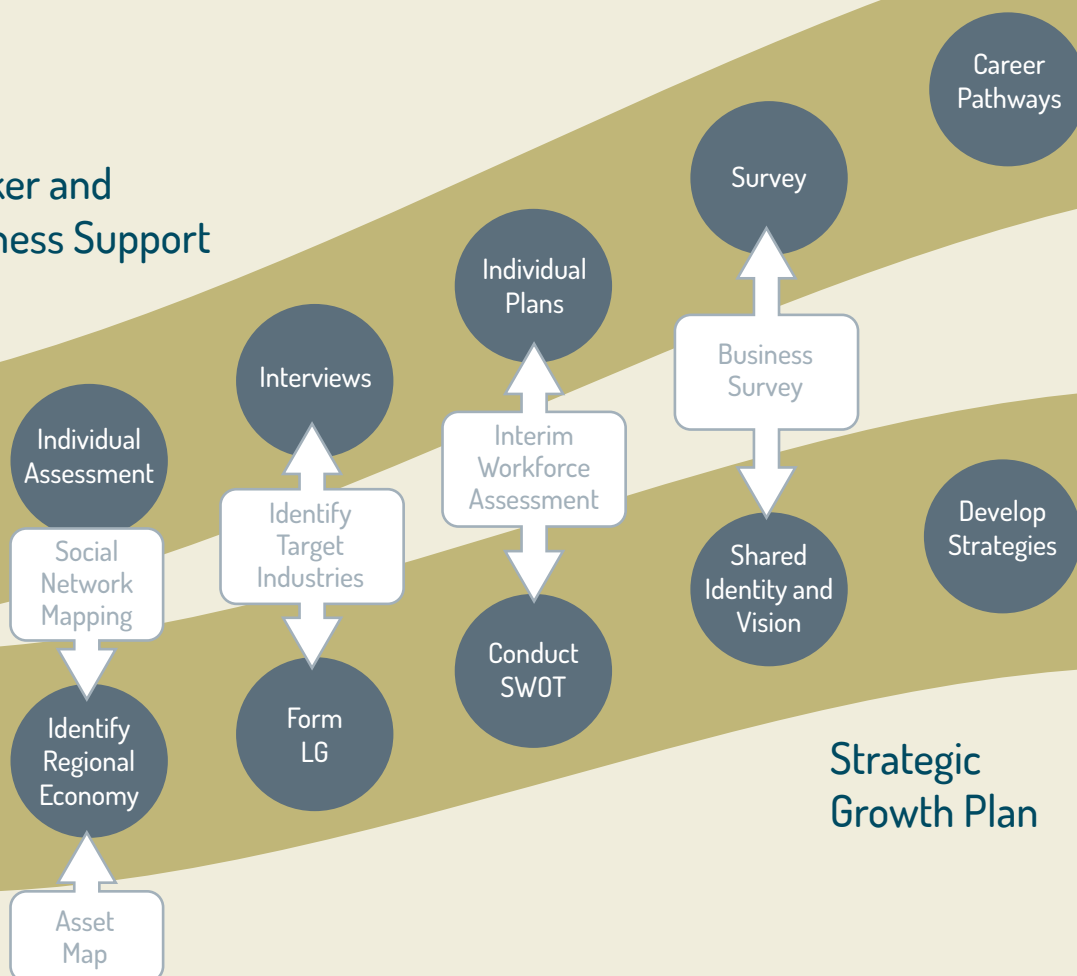 Career
Pathways
Survey
ker and
ness Support
Individual
Plans
Interviews
Business
Survey
Individual
Assessment
Interim
Workforce
Assessment
Identify
Target
Industries
Social
Network
Mapping
Develop
Strategies
Shared
Identity and
Vision
Conduct
SWOT
Form
LG
Identify
Regional
Economy
Strategic
Growth Plan
Asset
Map